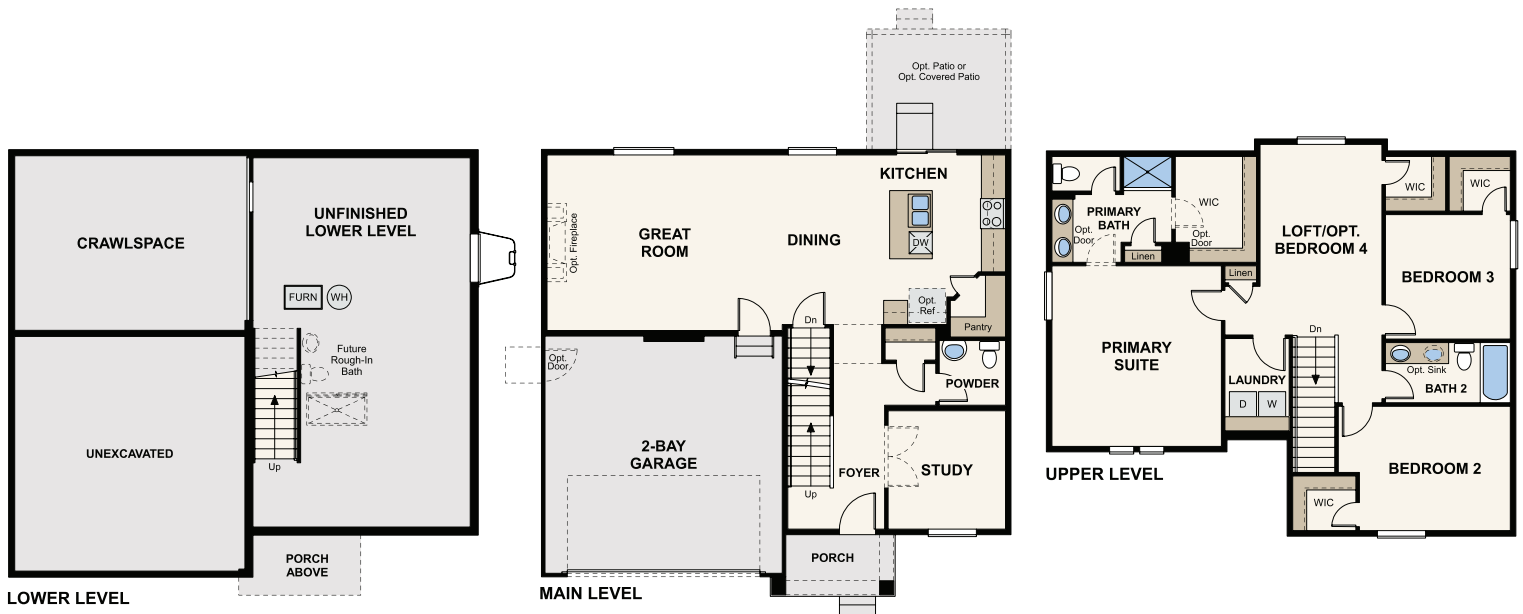 CRAWLSPACE
UNFINISHED
LOWER LEVEL
FURN
WH
Future
Rough-In
Bath
UNEXCAVATED
Up
PORCH
ABOVE
LOWER LEVEL
Opt. Patio or
Opt. Covered Patio
KITCHEN
GREAT
ROOM
DINING
DW
Opt. Fireplace
Opt.
Ref
Pantry
Dn
Opt.
Door
POWDER
2-BAY
GARAGE
FOYER
STUDY
Up
PORCH
MAIN LEVEL
PRIMARY
BATH
Opt.
Door
WIC
Opt.
Door
Linen
Linen
LOFT/OPT.
BEDROOM 4
WIC
WIC
BEDROOM 3
PRIMARY
SUITE
Dn
LAUNDRY
D
W
Opt. Sink
BATH 2
BEDROOM 2
WIC
UPPER LEVEL